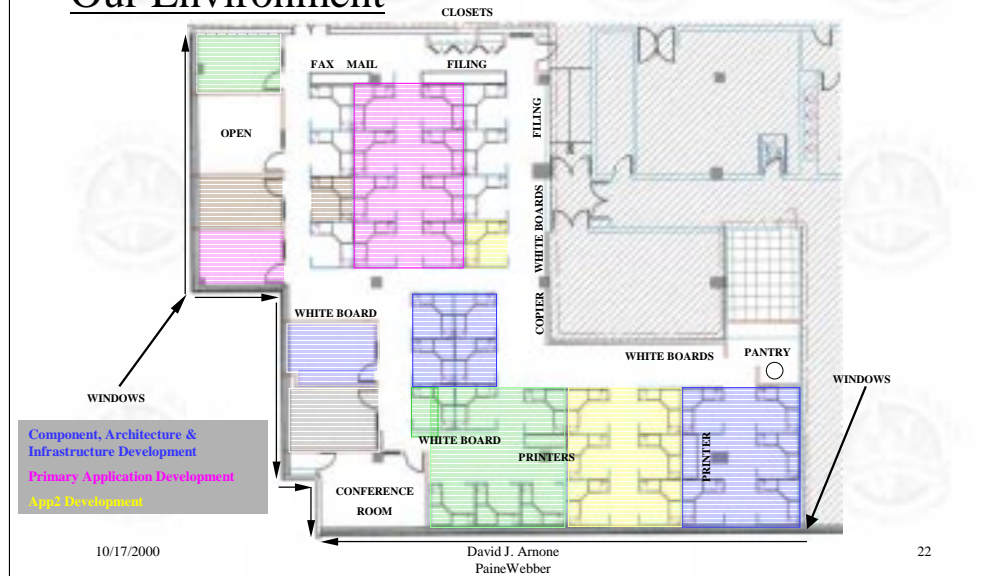 Our Environment
CLOSETS
FAX MAIL
FILING
OPEN
FILING
WHITE BOARDS
COPIER
WHITE BOARD
WHITE BOARDS
PANTRY
WINDOWS
WINDOWS
Component, Architecture &
Infrastructure Development
Primary Application Development
App2 Development
WHITE BOARD
PRINTERS
PRINTER
CONFERENCE
ROOM
10/17/2000
David J. Arnone
PaineWebber
22